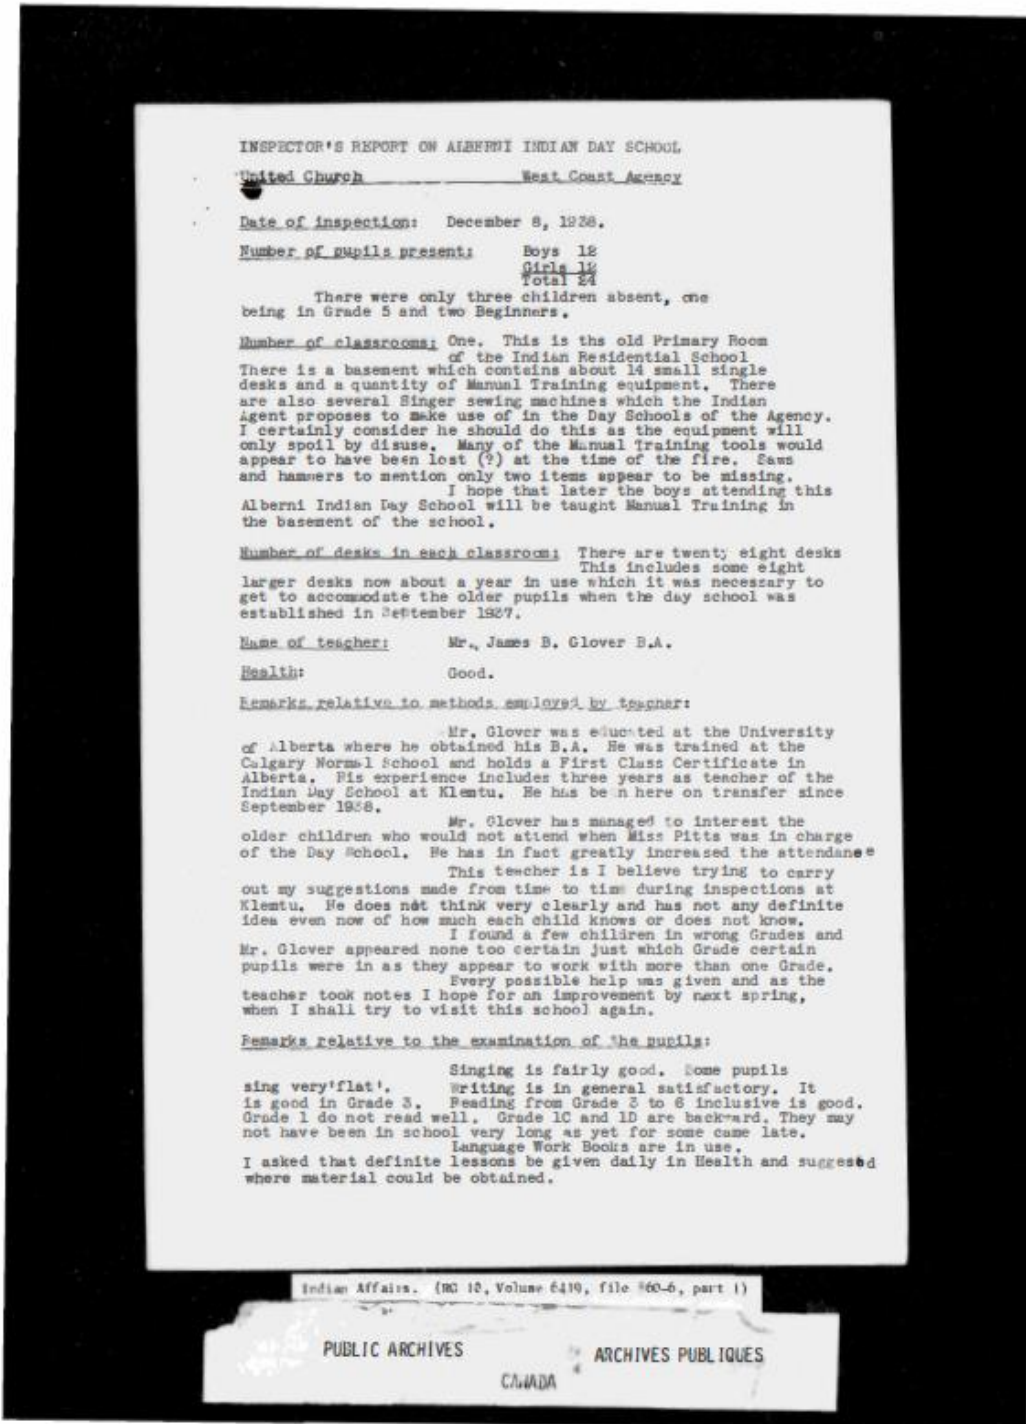 INSPECTOR'S REPORT ON ALBERNI INDIAN DAY SCHOOL
United Church West Coast Agency
Date of inspection: December 8, 1938.
Number of pupils present: Boys 12
Girls 12
Total 24
There were only three children absent, one
being in Grade 5 and two Beginners.
Number of classrooms: One. This is ths old Primary Room
of the Indian Residential School
There is a basement which contains about 14 small single
desks and a quantity of Manual Training equipment. There
are also several Singer sewing machines which the Indian
Agent proposes to make use of in the Day Schools of the Agency.
I certainly consider he should do this as the equipment will
only spoil by disuse. Many of the Manual Training tools would
appear to have been lost (?) at the time of the fire. Saws
and hammers to mention only two items appear to be missing.
I hope that later the boys attending this
Alberni Indian Day School will be taught Manual Training in
the basement of the school.
Number of desks in each classroom: There are twenty eight desks
This includes some eight
larger desks now about a year in use which it was necessary to
get to accomodate the older pupils when the day school was
established in September 1937.
Name of teacher: Mr., James B. Glover B.A.
Health: Good.
Remarks relative to methods employed by teacher:
Mr. Glover was educated at the University
of Alberta where he obtained his B.A. He was trained at the
Calgary Normal School and holds a First Class Certificate in
Alberta. His experience includes three years as teacher of the
Indian Day School at Klemtu. He has been here on transfer since
September 1938.
Mr. Glover has managed to interest the
older children who would not attend when Miss Pitts was in charge
of the Day School. He has in fact greatly increased the attendance
This teacher is I believe trying to carry
out my suggestions made from time to time during inspections at
Klemtu. He does not think very clearly and has not any definite
idea even now of how much each child knows or does not know.
I found a few children in wrong Grades and
Mr. Glover appeared none too certain just which Grade certain
pupils were in as they appear to work with more than one Grade.
Every possible help was given and as the
teacher took notes I hope for an improvement by next spring,
when I shall try to visit this school again.
Remarks relative to the examination of the pupils:
Singing is fairly good. Some pupils
sing very'flat'. Writing is in general satisfactory. It
is good in Grade 3. Reading from Grade 3 to 6 inclusive is good.
Grade 1 do not read well. Grade 1C and 1D are backward. They may
not have been in school very long as yet for some came late.
Language Work Books are in use.
I asked that definite lessons be given daily in Health and suggested
where material could be obtained.
Indian Affairs. (RG 10, Volume 6419, file 860-6, part 1)
PUBLIC ARCHIVES ARCHIVES PUBLIQUES
CANADA